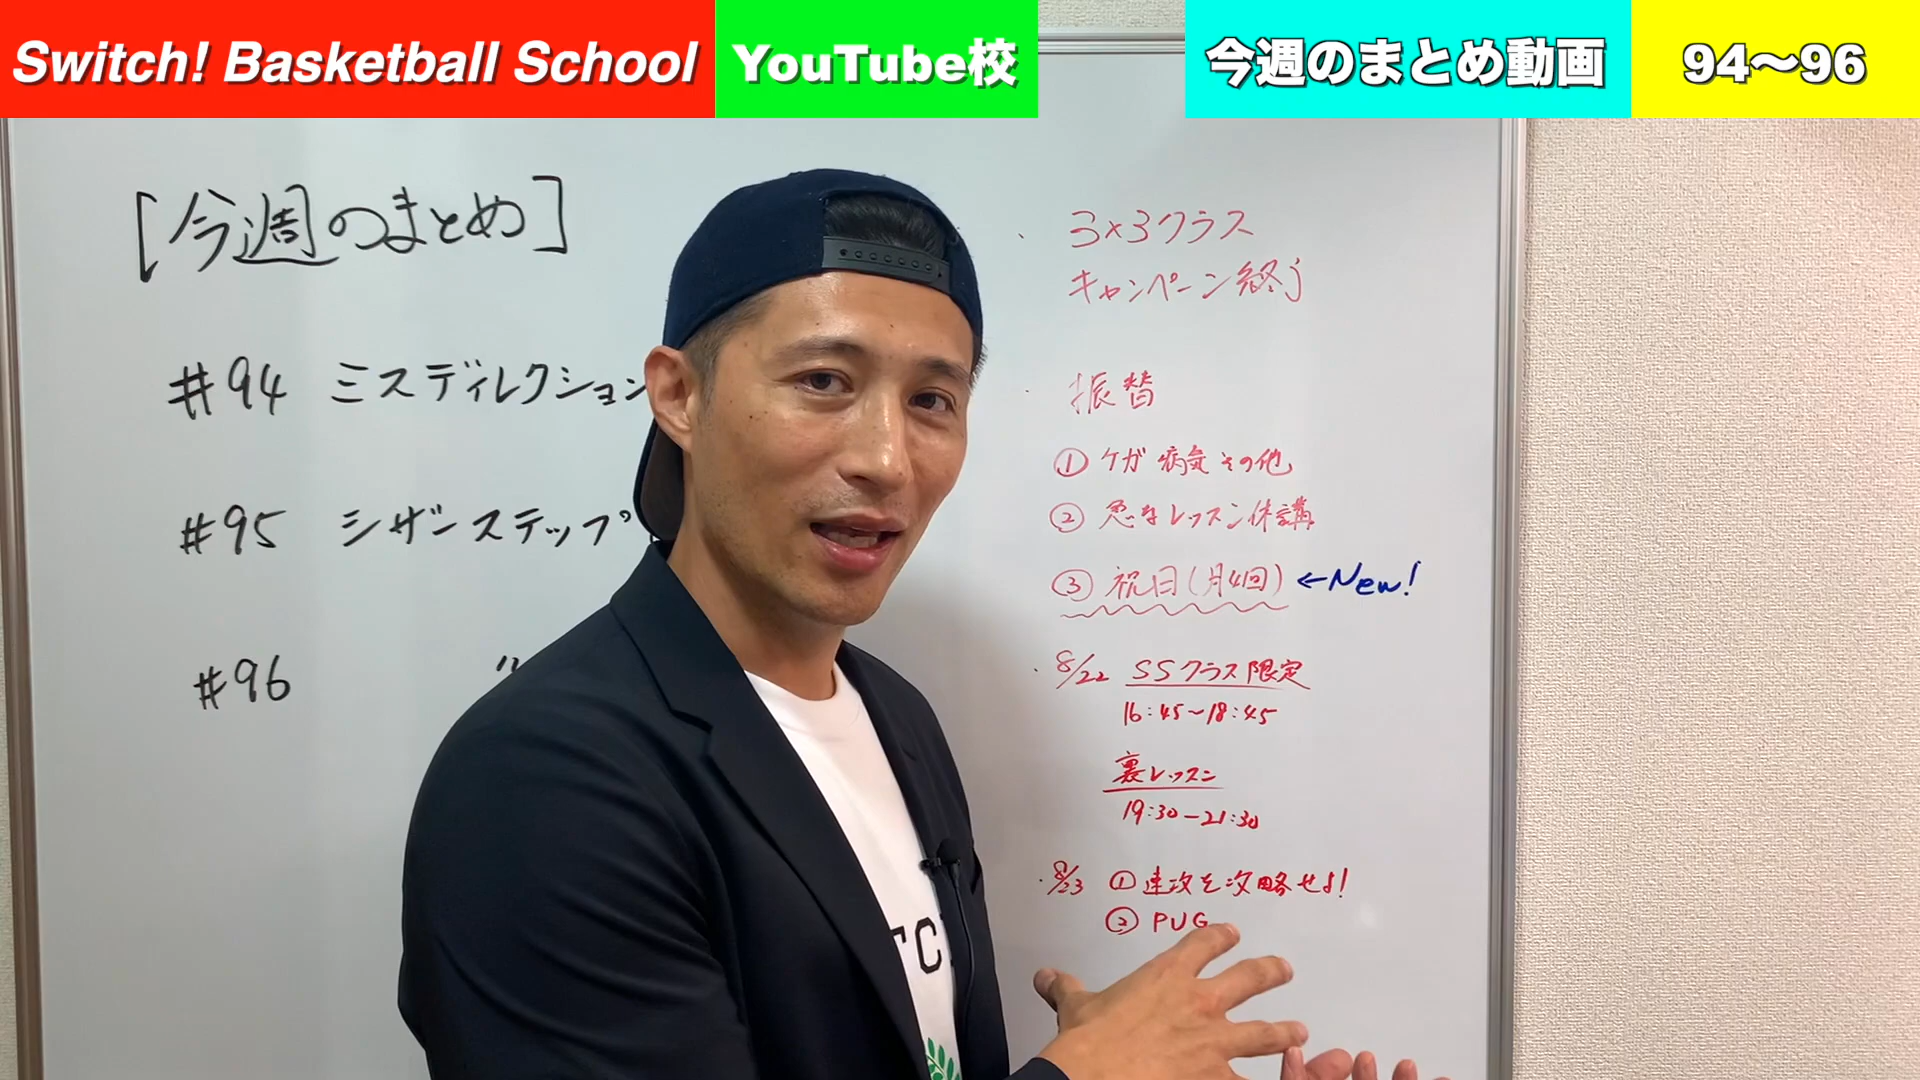 Switch! Basketball School
YouTube校
今週のまとめ動画
94〜96
[今週のまとめ]
#94 ミスディレクション
#95 シザーステップ
#96 〃
・3×3クラス
キャンペーン終了
・振替
① ケガ 病気 その他
② 急なレッスン休講
③ 祝日(月4回) ←New!
・8/22 SSクラス限定
16:45~18:45
裏レッスン
19:30-21:30
・8/23 ① 速攻を攻略せよ!
② PUG
TC